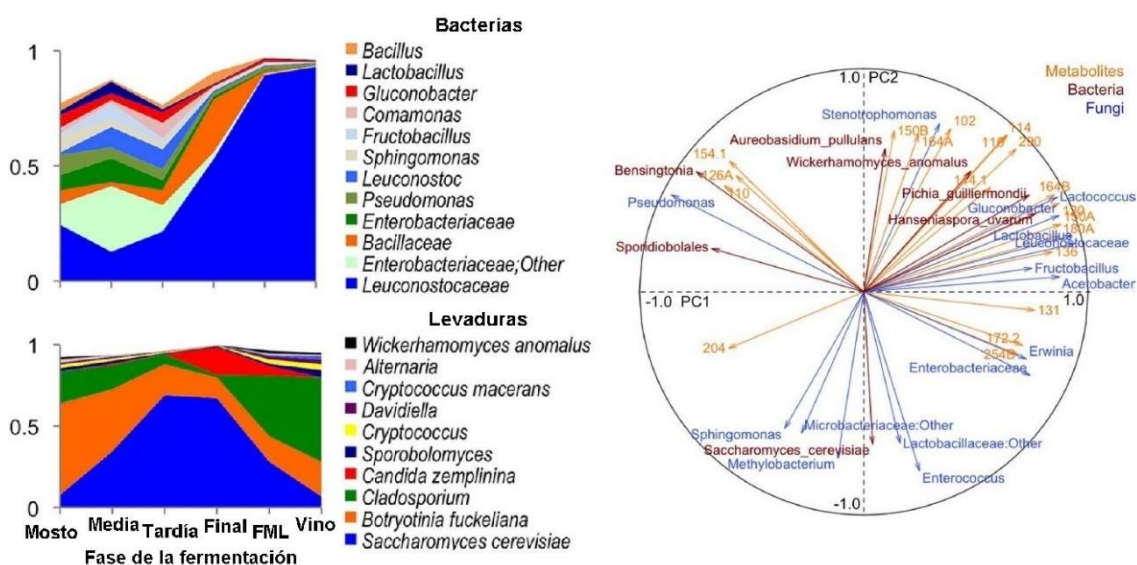 Bacterias
1
0.5
0
Bacillus
Lactobacillus
Gluconobacter
Comamonas
Fructobacillus
Sphingomonas
Leuconostoc
Pseudomonas
Enterobacteriaceae
Bacillaceae
Enterobacteriaceae;Other
Leuconostocaceae
Levaduras
1
0.5
0
Wickerhamomyces anomalus
Alternaria
Cryptococcus macerans
Davidiella
Cryptococcus
Sporobolomyces
Candida zemplinina
Cladosporium
Botryotinia fuckeliana
Saccharomyces cerevisiae
Mosto Media Tardía Final FML Vino
Fase de la fermentación
1.0 PC2
Metabolites
Bacteria
Fungi
Stenotrophomonas
102
150B
114
Aureobasidium_pullulans
164A
290
154.1
Wickerhamomyces_anomalus
Bensingtonia
126A
174.1
110
Pichia_guilliermondii
164B
Pseudomonas
Lactococcus
Gluconobacter
Hanseniaspora_uvarum
180A
Lactobacillus
Leuconostocaceae
Sporidiobolales
136
Fructobacillus
Acetobacter
-1.0 PC1
1.0
131
204
172.2
254B
Erwinia
Enterobacteriaceae
Sphingomonas
Microbacteriaceae:Other
Saccharomyces_cerevisiae
Lactobacillaceae:Other
Methylobacterium
Enterococcus
-1.0